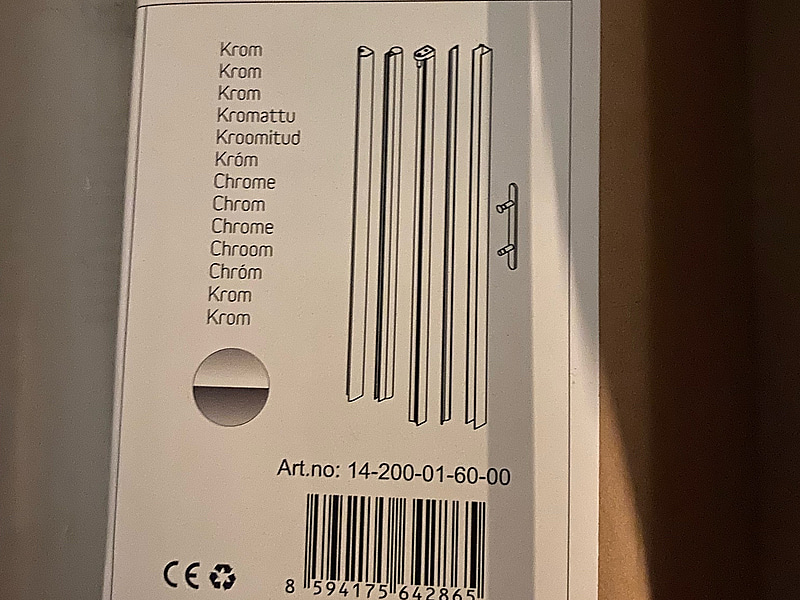 Krom
Krom
Krom
Kromattu
Kroomitud
Króm
Chrome
Chrom
Chrome
Chroom
Chróm
Krom
Krom
Art.no: 14-200-01-60-00
CE
8 594175 642865